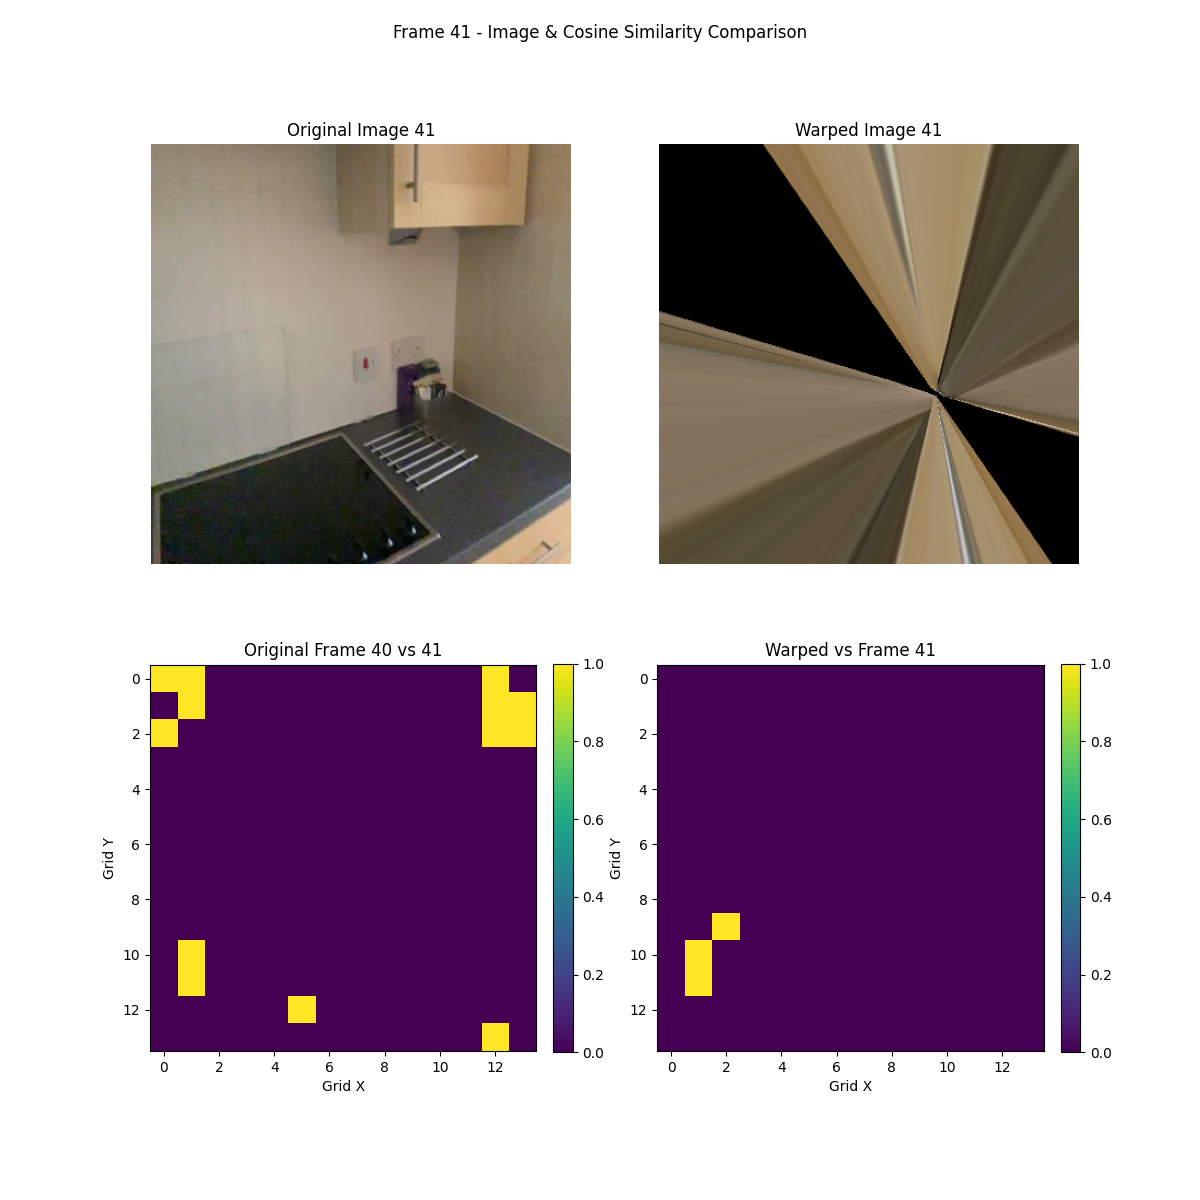 Frame 41 - Image & Cosine Similarity Comparison
Original Image 41
Warped Image 41
Original Frame 40 vs 41
Warped vs Frame 41
0
2
4
6
8
10
12
Grid Y
0 2 4 6 8 10 12
Grid X
1.0
0.8
0.6
0.4
0.2
0.0
0
2
4
6
8
10
12
Grid Y
0 2 4 6 8 10 12
Grid X
1.0
0.8
0.6
0.4
0.2
0.0